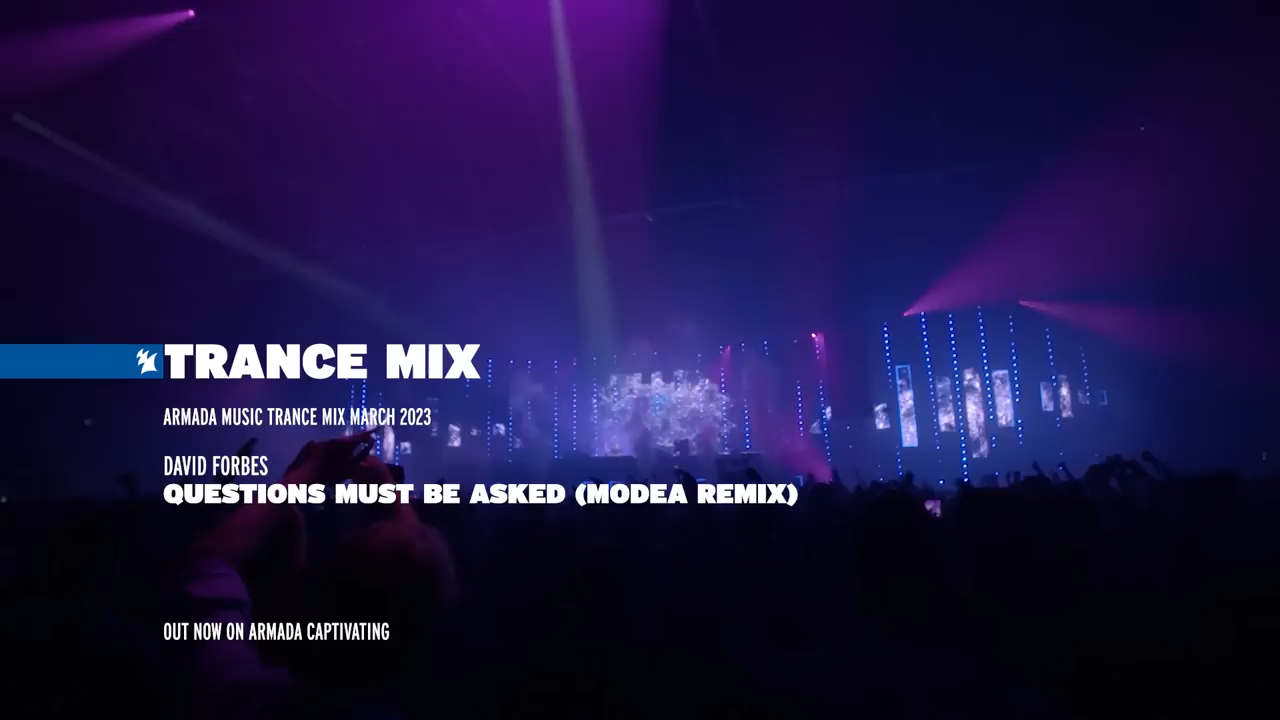 TRANCE MIX
ARMADA MUSIC TRANCE MIX MARCH 2023
DAVID FORBES
QUESTIONS MUST BE ASKED (MODEA REMIX)
OUT NOW ON ARMADA CAPTIVATING